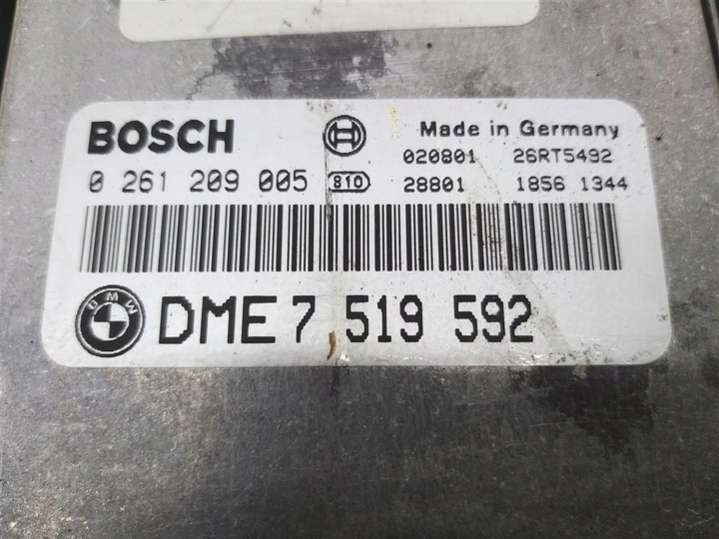 BOSCH
Made in Germany
020801 26RT5492
0 261 209 005 810 28801 1856 1344
BMW DME 7 519 592